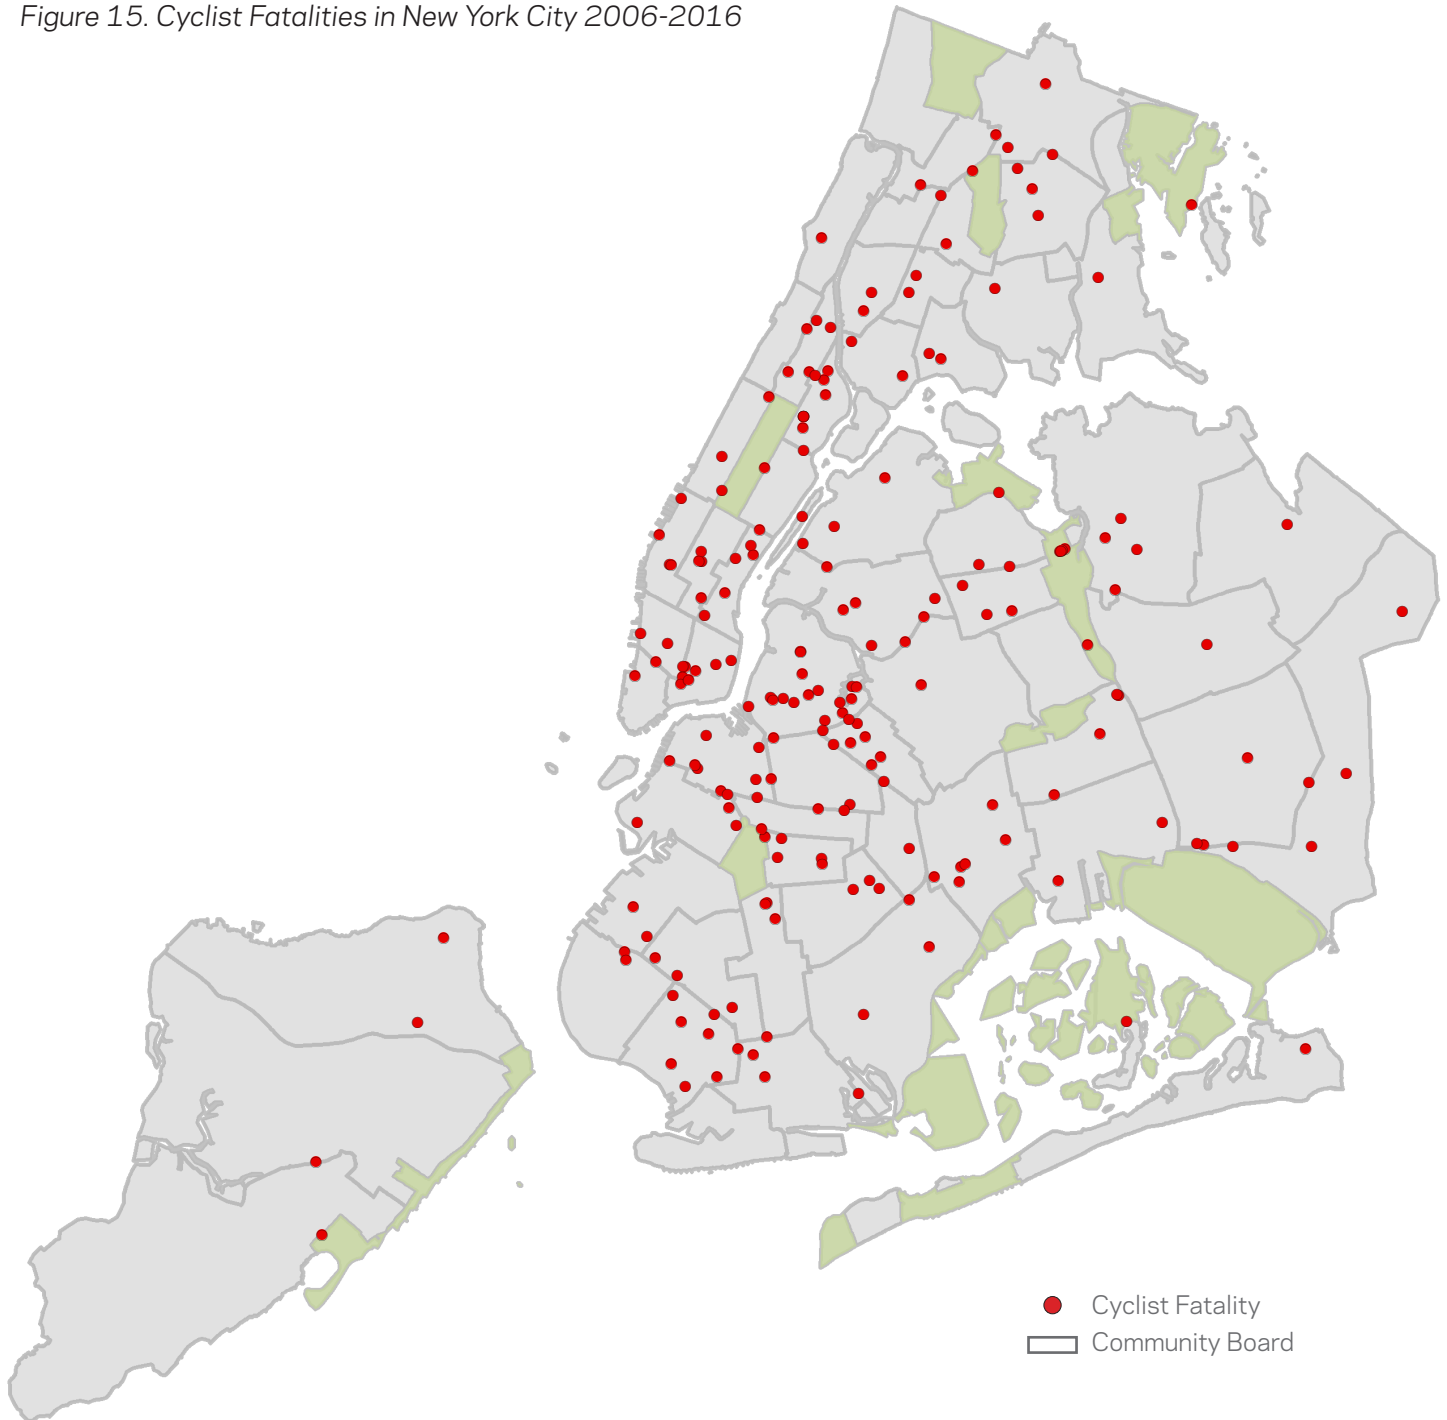 Figure 15. Cyclist Fatalities in New York City 2006-2016
Cyclist Fatality
Community Board